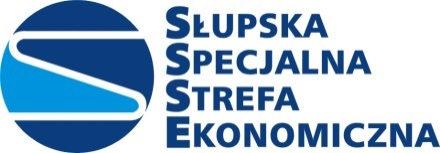 SŁUPSKA
SPECJALNA
STREFA
EKONOMICZNA